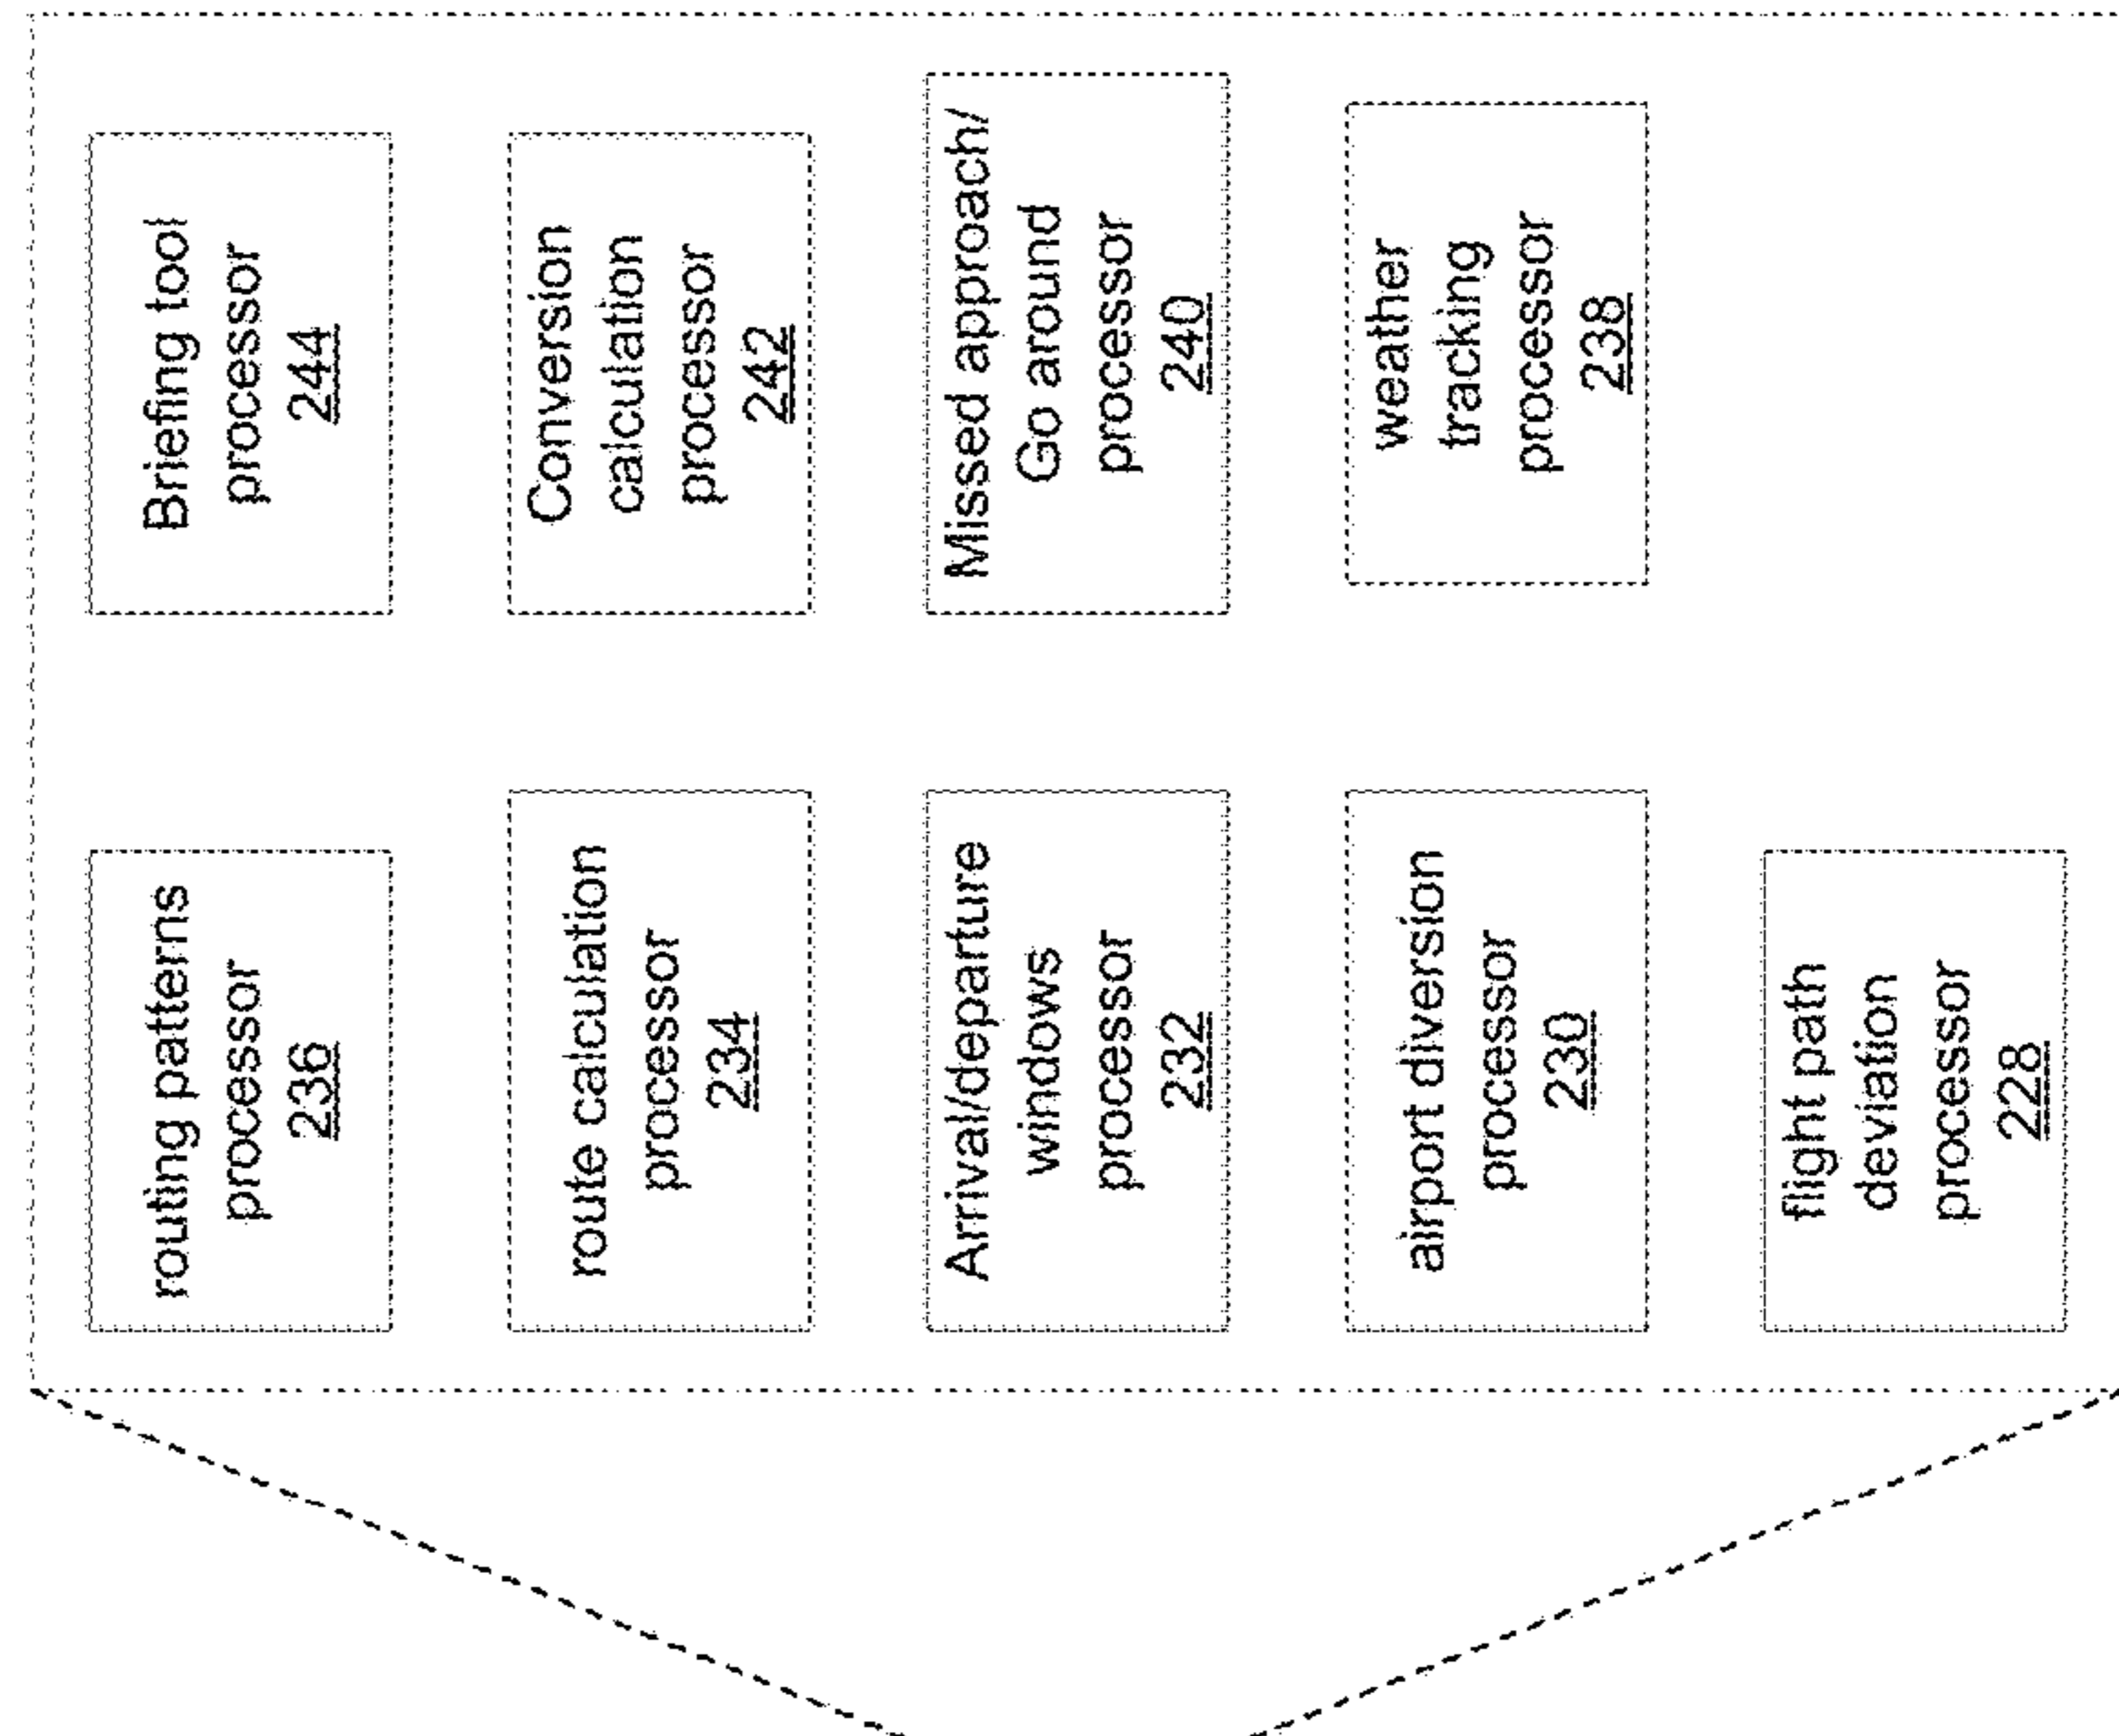 routing patterns
processor
236
Briefing tool
processor
244
route calculation
processor
234
Conversion
calculation
processor
242
Arrival/departure
windows
processor
232
Missed approach/
Go around
processor
240
airport diversion
processor
230
weather
tracking
processor
238
flight path
deviation
processor
228